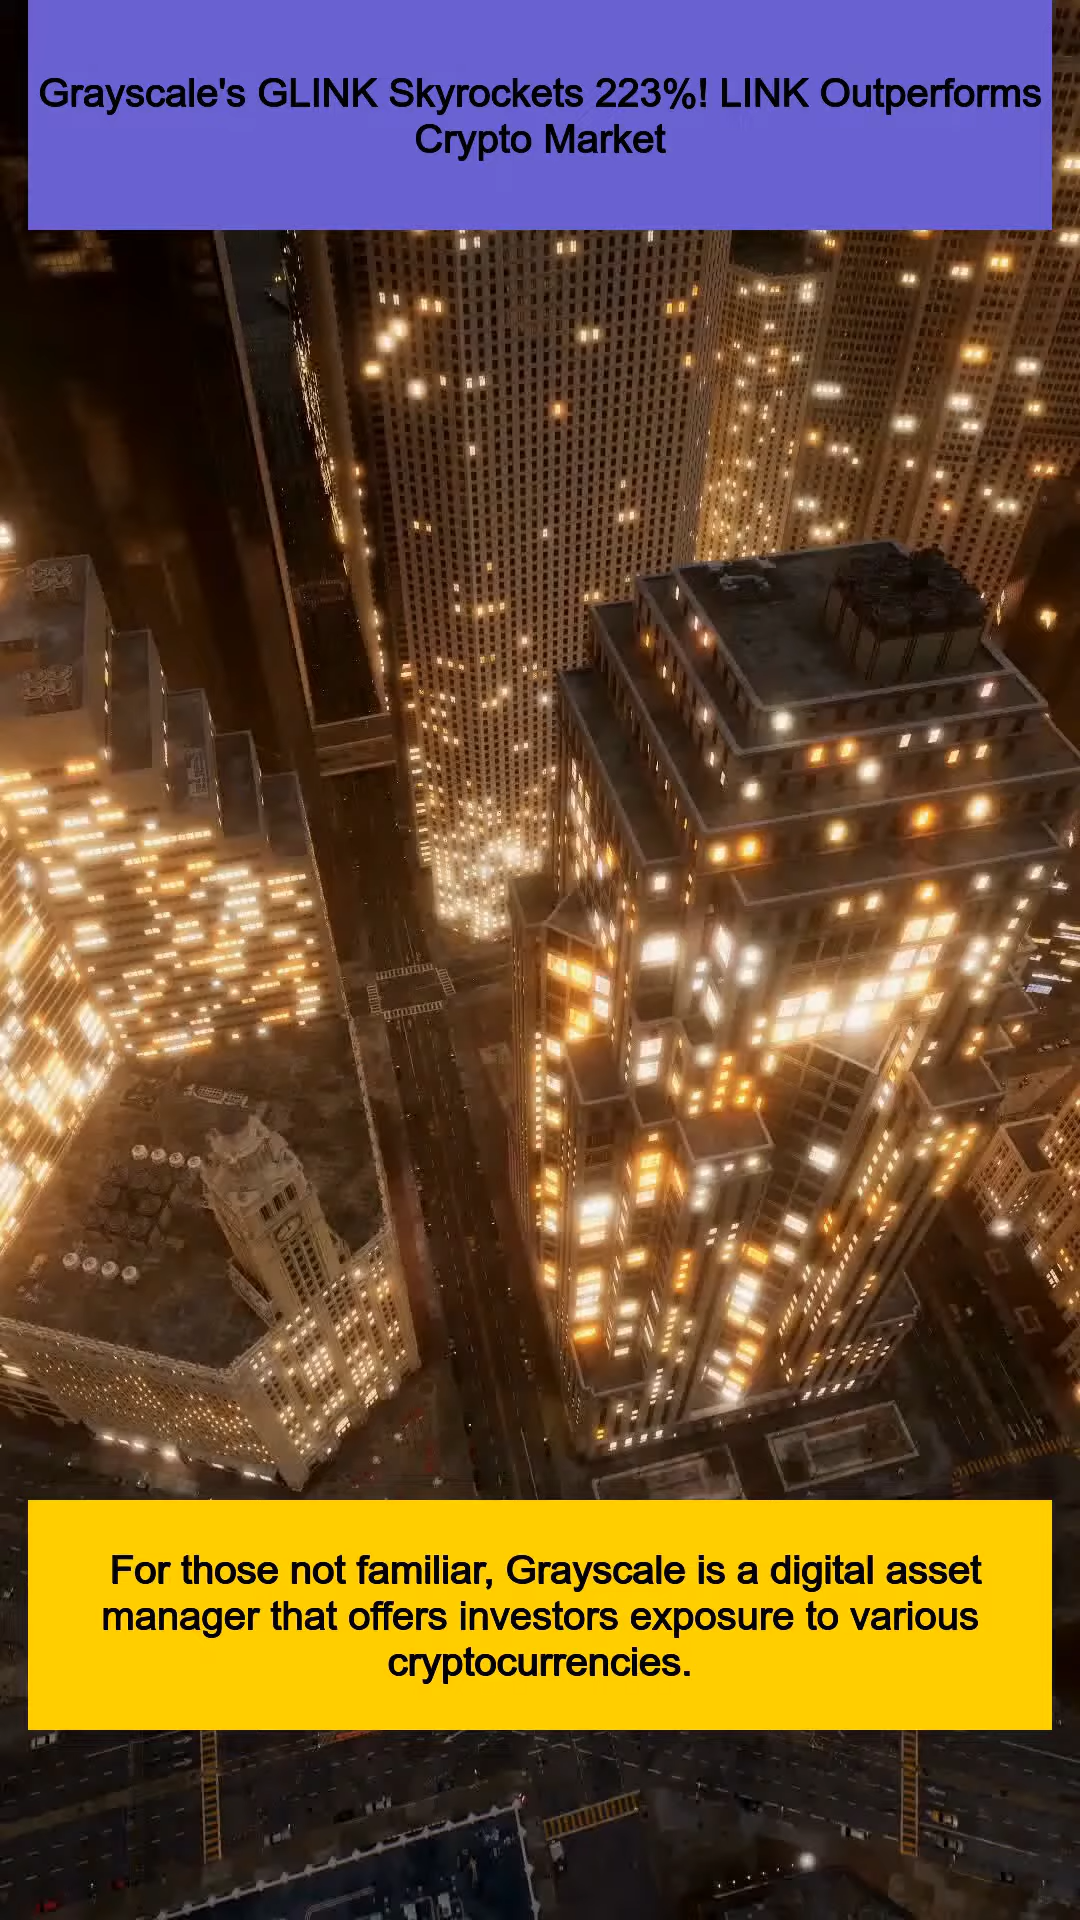 Grayscale's GLINK Skyrockets 223%! LINK Outperforms
Crypto Market
For those not familiar, Grayscale is a digital asset
manager that offers investors exposure to various
cryptocurrencies.